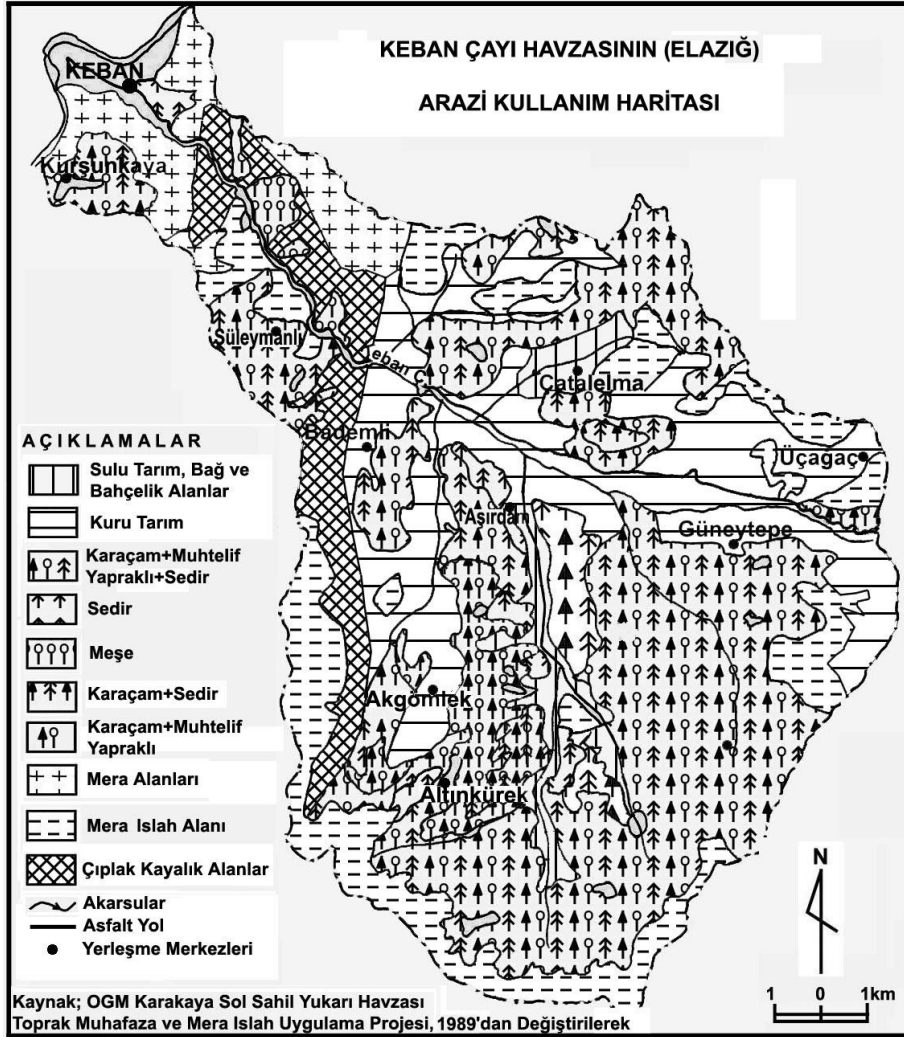 KEBAN ÇAYI HAVZASININ (ELAZIĞ)
ARAZİ KULLANIM HARİTASI
KEBAN
Kurşunkaya
Süleymanlı
eban Ç
Çatalelma
Bademli
Üçağaç
Aşırdam
Güneytepe
Akgömlek
Altınkürek
AÇIKLAMALAR
Sulu Tarım, Bağ ve
Bahçelik Alanlar
Kuru Tarım
Karaçam+Muhtelif
Yapraklı+Sedir
Sedir
Meşe
Karaçam+Sedir
Karaçam+Muhtelif
Yapraklı
Mera Alanları
Mera Islah Alanı
Çıplak Kayalık Alanlar
Akarsular
Asfalt Yol
Yerleşme Merkezleri
N
1 0 1km
Kaynak; OGM Karakaya Sol Sahil Yukarı Havzası
Toprak Muhafaza ve Mera Islah Uygulama Projesi, 1989'dan Değiştirilerek